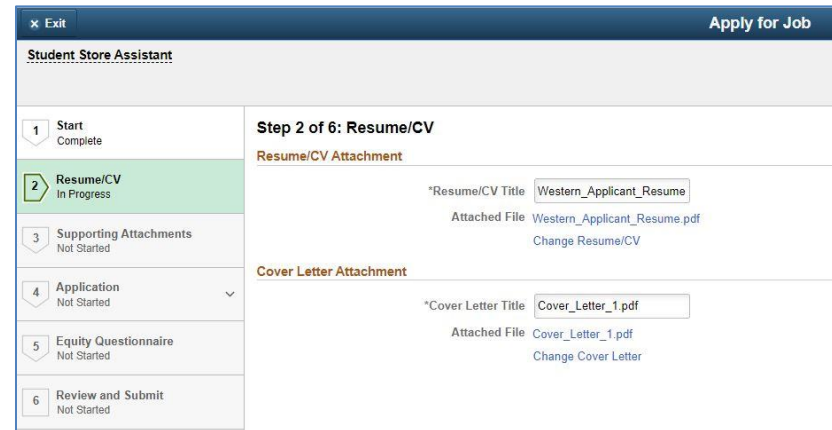 × Exit
Apply for Job
Student Store Assistant
1
Start
Complete
2
Resume/CV
In Progress
3
Supporting Attachments
Not Started
4
Application
Not Started
5
Equity Questionnaire
Not Started
6
Review and Submit
Not Started
Step 2 of 6: Resume/CV
Resume/CV Attachment
*Resume/CV Title Western_Applicant_Resume
Attached File Western_Applicant_Resume.pdf
Change Resume/CV
Cover Letter Attachment
*Cover Letter Title Cover_Letter_1.pdf
Attached File Cover_Letter_1.pdf
Change Cover Letter